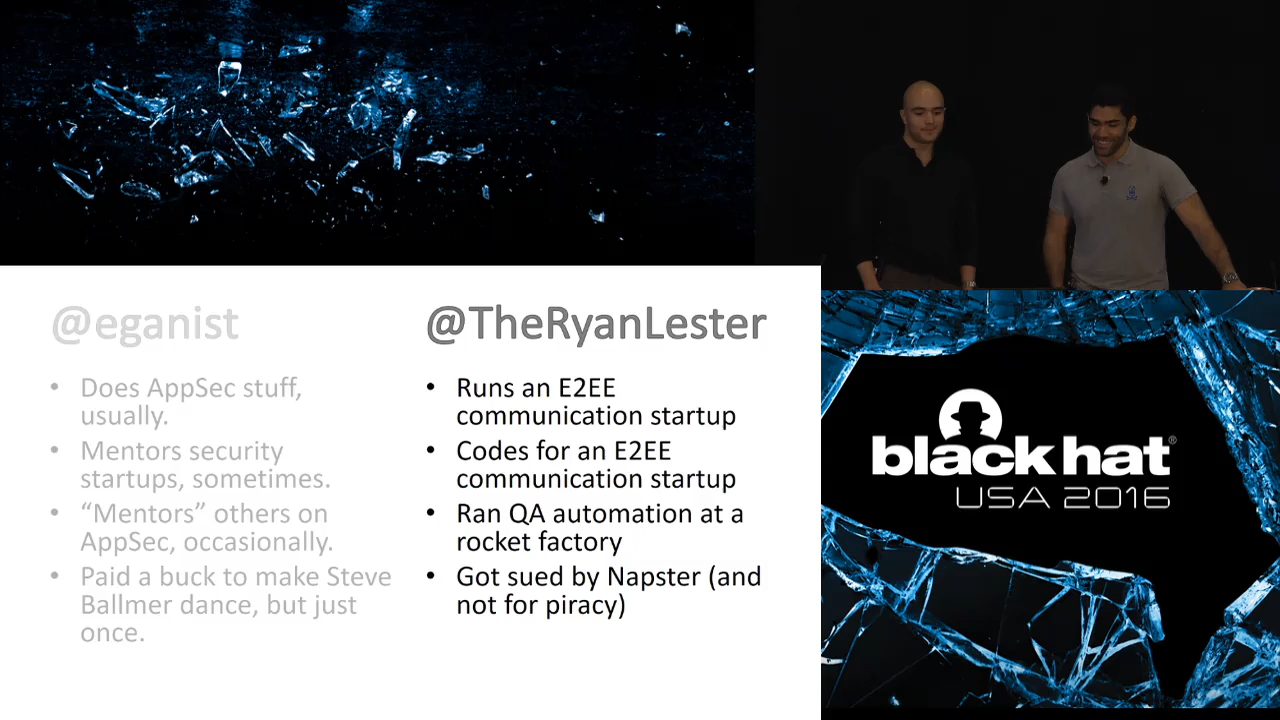 @eganist
• Does AppSec stuff,
usually.
• Mentors security
startups, sometimes.
• “Mentors” others on
AppSec, occasionally.
• Paid a buck to make Steve
Ballmer dance, but just
once.
@TheRyanLester
• Runs an E2EE
communication startup
• Codes for an E2EE
communication startup
• Ran QA automation at a
rocket factory
• Got sued by Napster (and
not for piracy)
black hat®
USA 2016